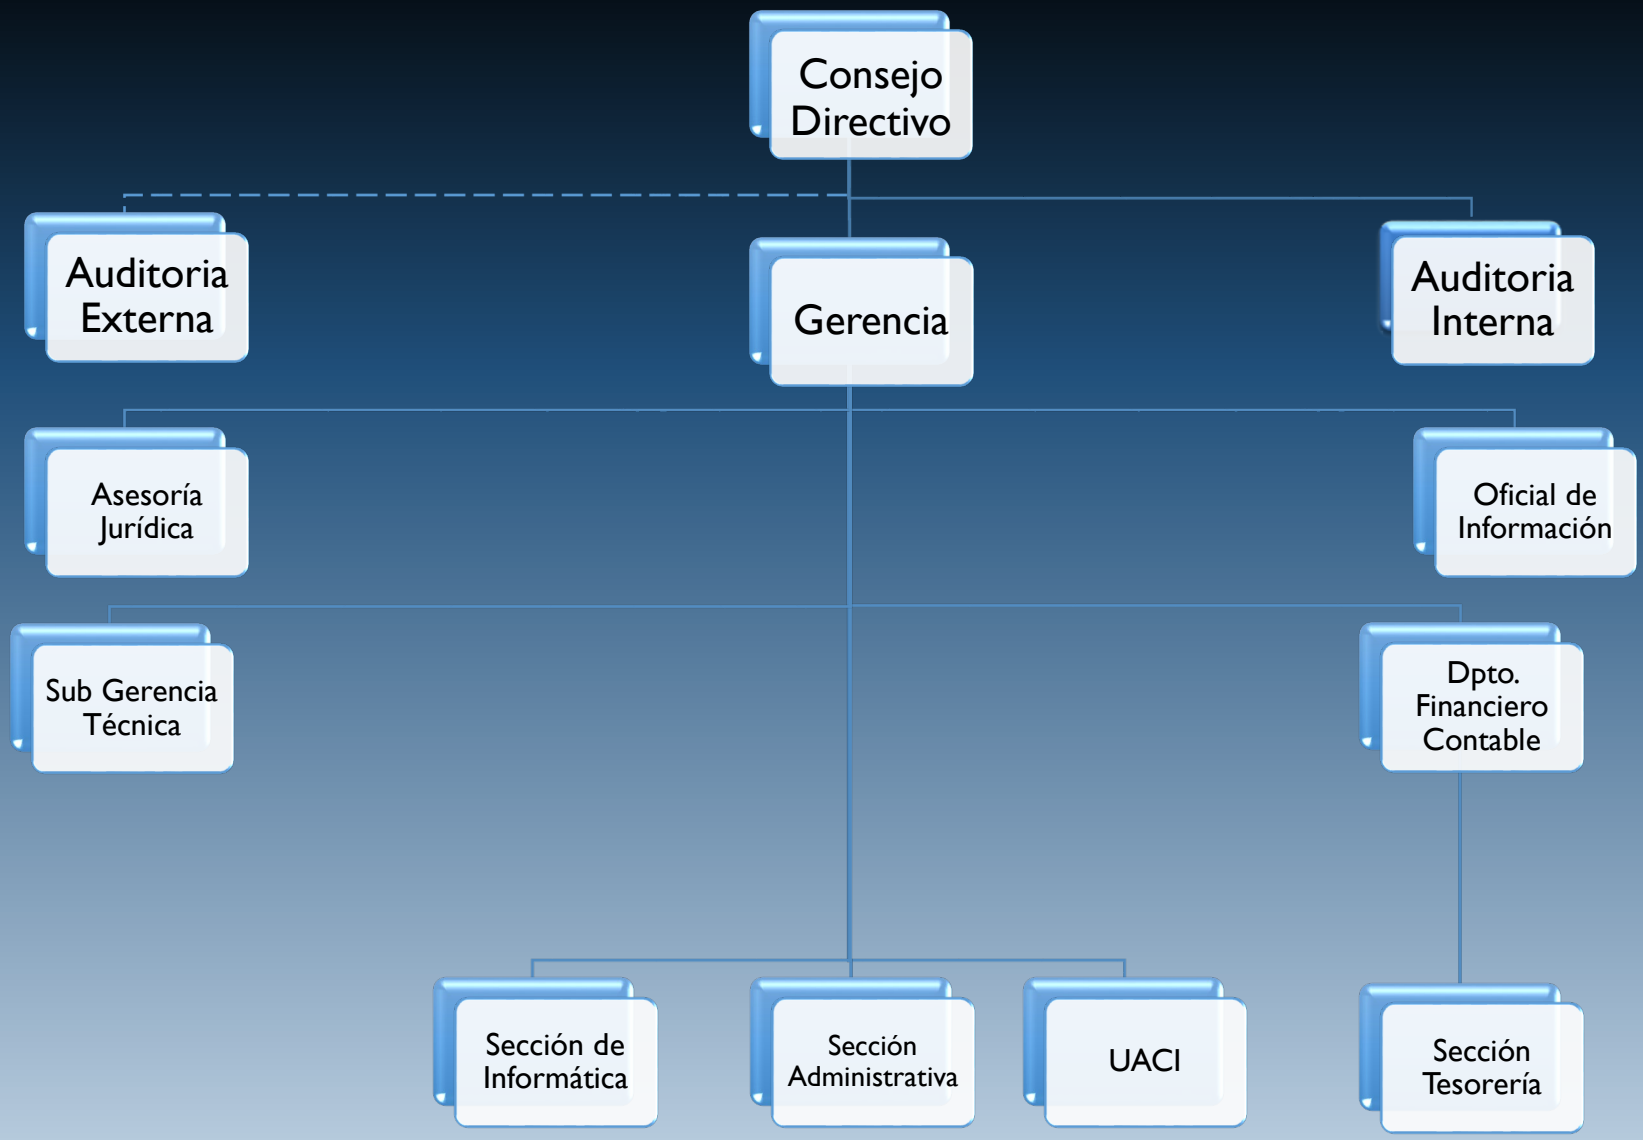 Consejo
Directivo
Auditoria
Externa
Gerencia
Auditoria
Interna
Asesoría
Jurídica
Oficial de
Información
Sub Gerencia
Técnica
Dpto.
Financiero
Contable
Sección de
Informática
Sección
Administrativa
UACI
Sección
Tesorería